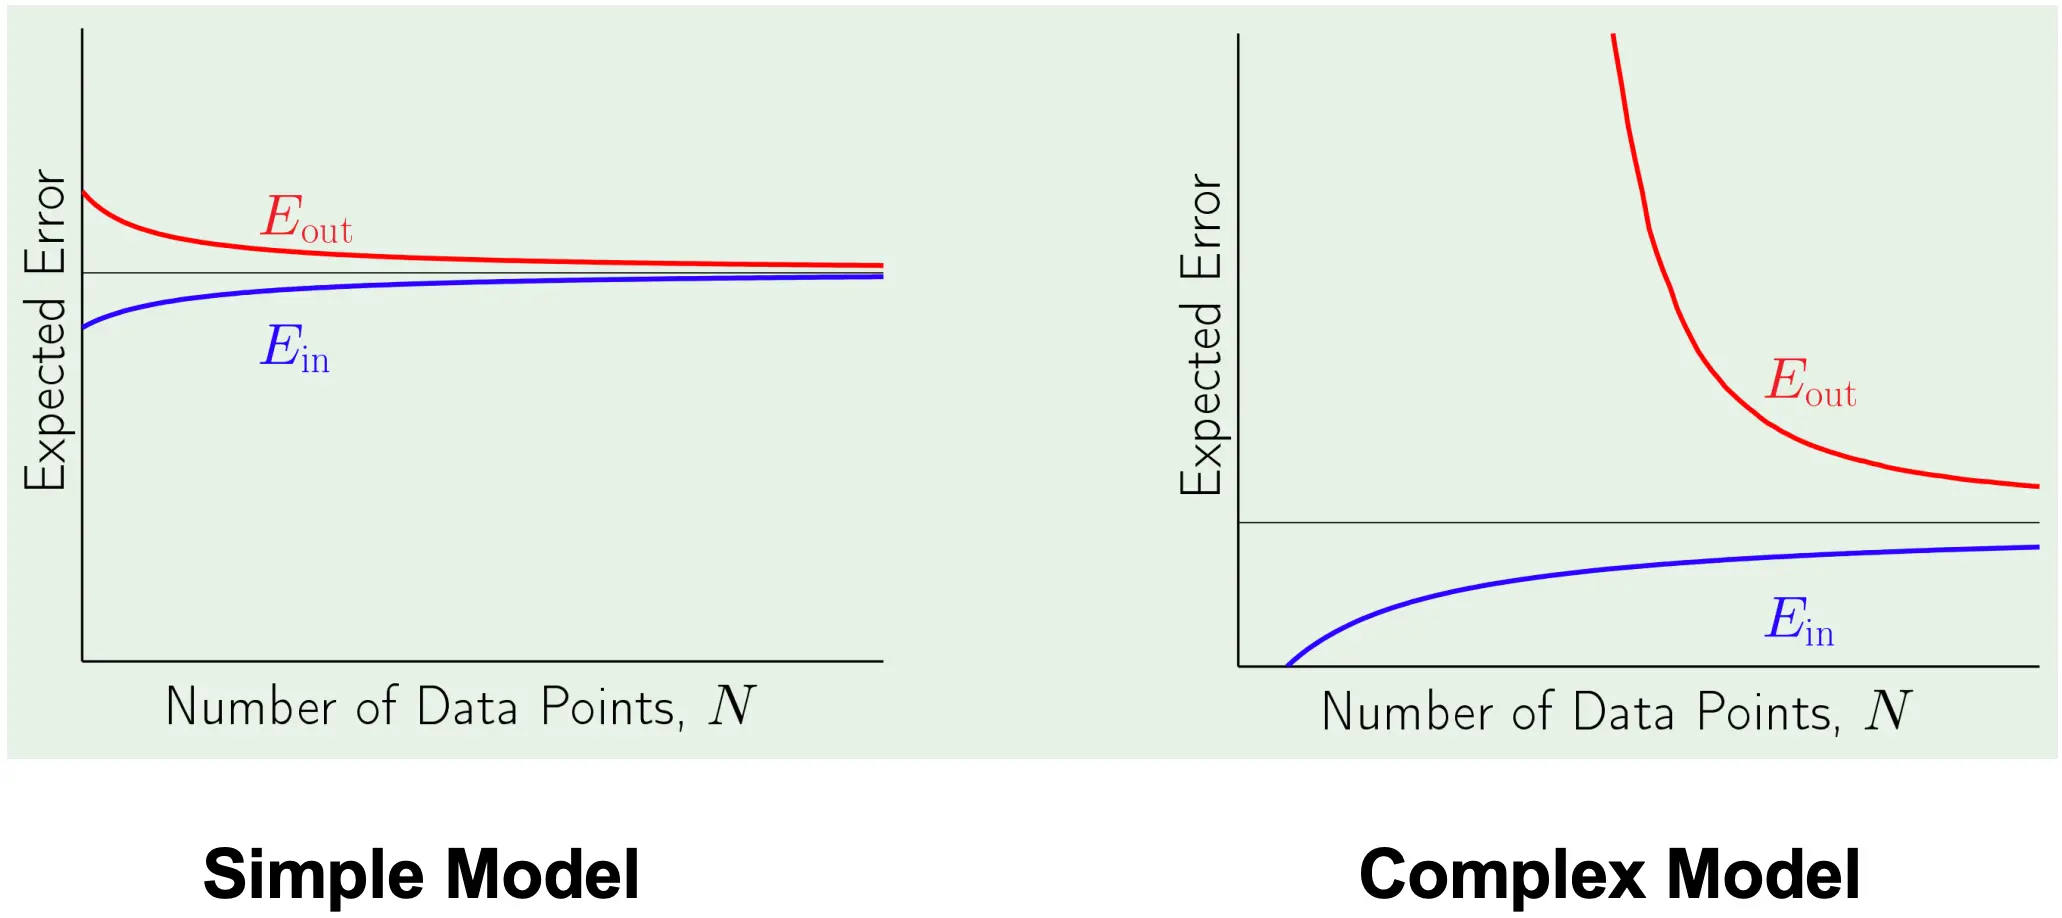 Expected Error
E_out
E_in
Number of Data Points, N
Simple Model
Expected Error
E_out
E_in
Number of Data Points, N
Complex Model